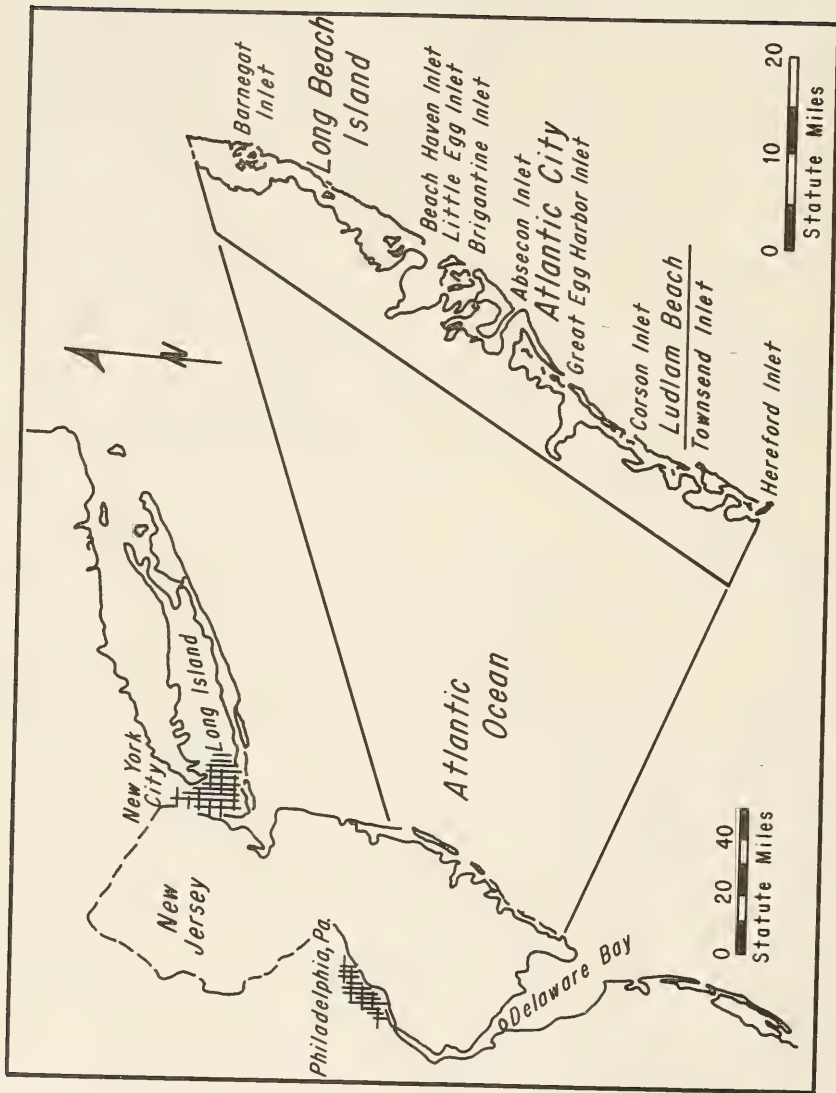 New York
City
Long Island
New
Jersey
Philadelphia, Pa.
Delaware Bay
Atlantic
Ocean
N
Barnegat
Inlet
Long Beach
Island
Beach Haven Inlet
Little Egg Inlet
Brigantine Inlet
Absecon Inlet
Atlantic City
Great Egg Harbor Inlet
Corson Inlet
Ludlam Beach
Townsend Inlet
Hereford Inlet
0 20 40
Statute Miles
0 10 20
Statute Miles